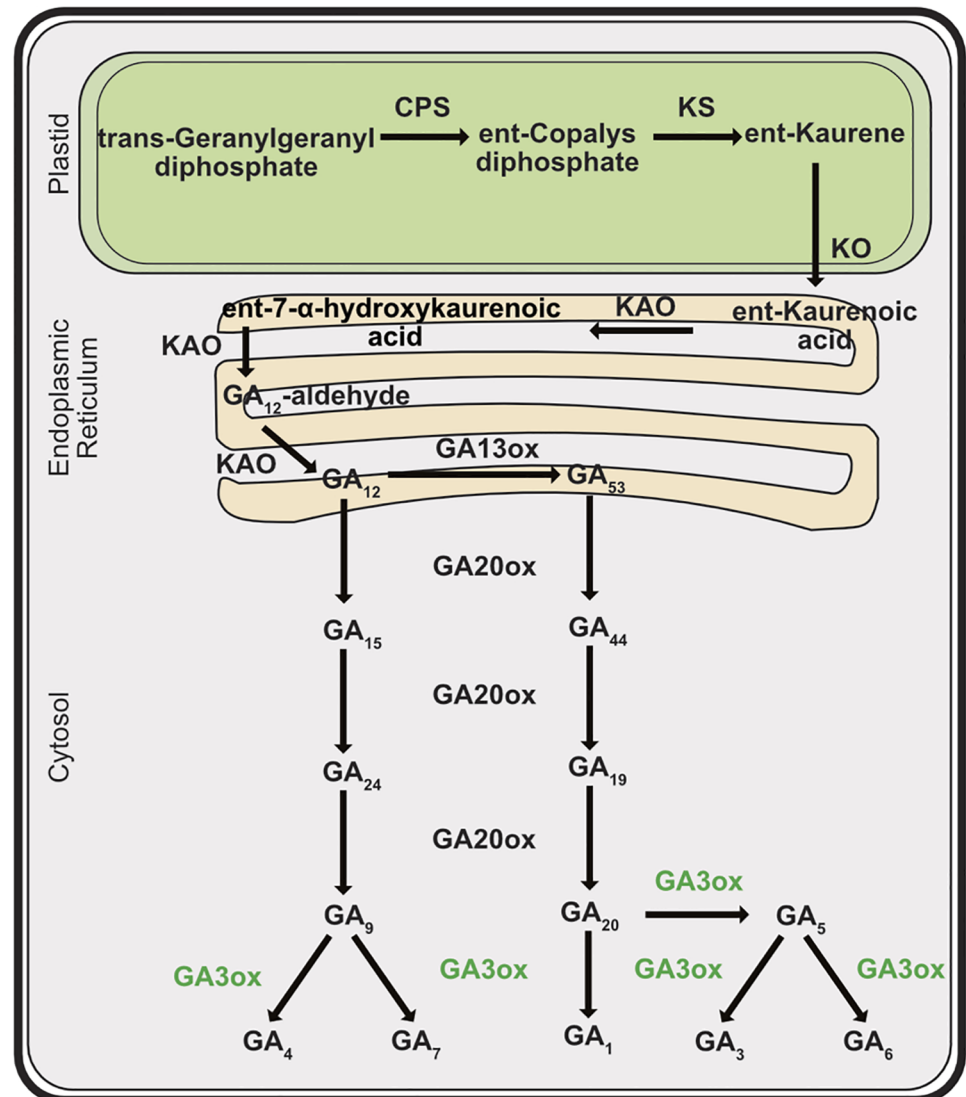 Plastid
CPS
KS
trans-Geranylgeranyl
diphosphate
ent-Copalys
diphosphate
ent-Kaurene
KO
Endoplasmic
Reticulum
ent-7-α-hydroxykaurenoic
acid
KAO
ent-Kaurenoic
acid
KAO
GA12-aldehyde
KAO
GA13ox
GA12
GA53
Cytosol
GA20ox
GA15
GA44
GA20ox
GA24
GA19
GA20ox
GA3ox
GA9
GA20
GA5
GA3ox
GA3ox
GA3ox
GA3ox
GA4
GA7
GA1
GA3
GA6